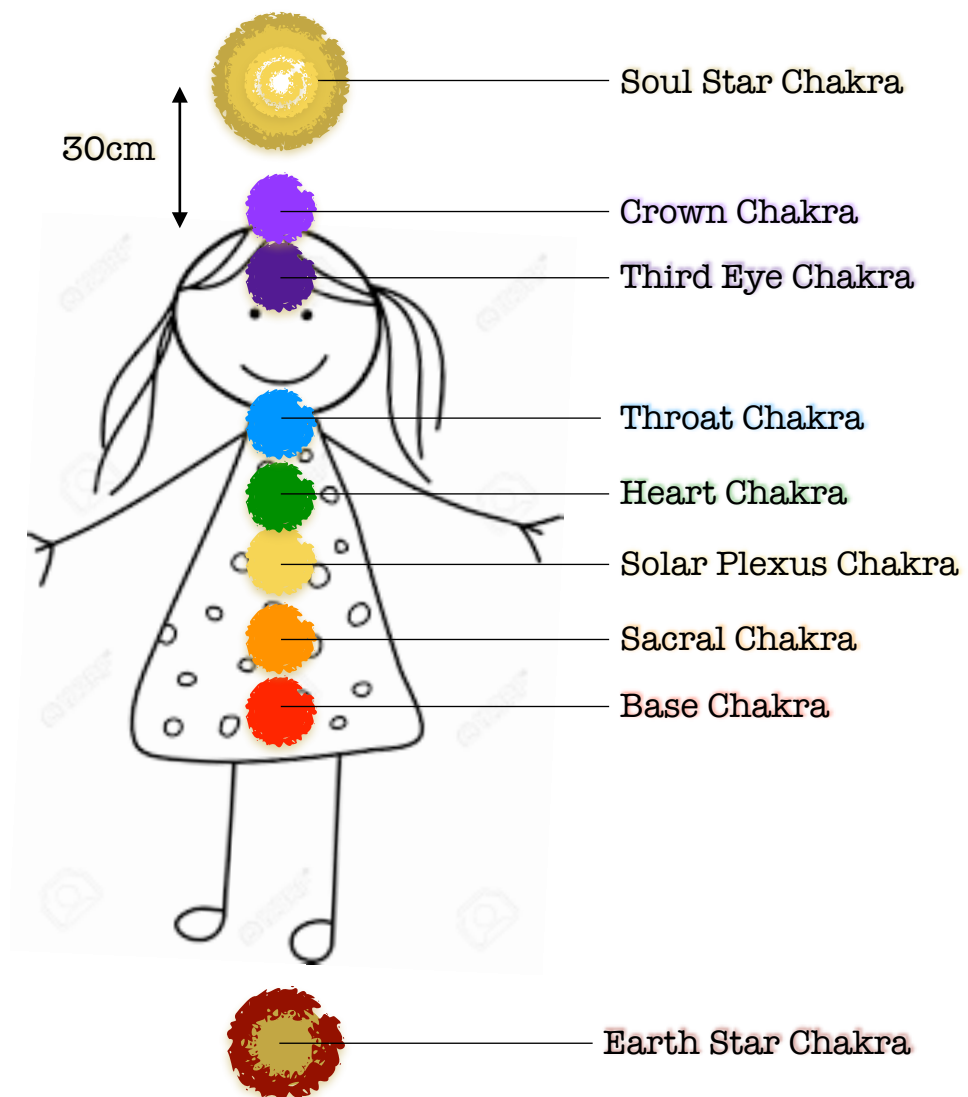 Soul Star Chakra
30cm
Crown Chakra
Third Eye Chakra
Throat Chakra
Heart Chakra
Solar Plexus Chakra
Sacral Chakra
Base Chakra
Earth Star Chakra